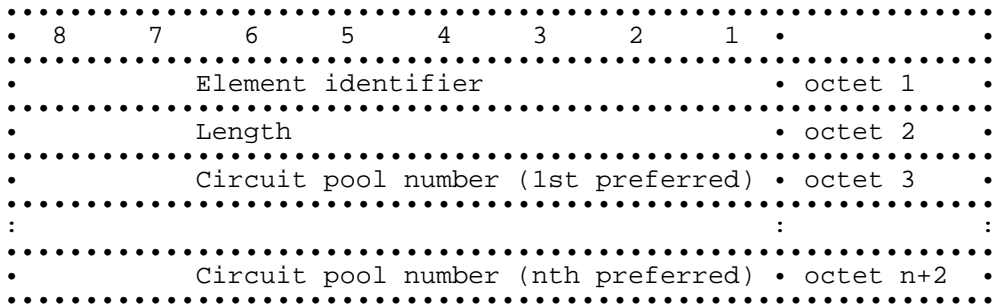 8 7 6 5 4 3 2 1
Element identifier octet 1
Length octet 2
Circuit pool number (1st preferred) octet 3
: : :
Circuit pool number (nth preferred) octet n+2